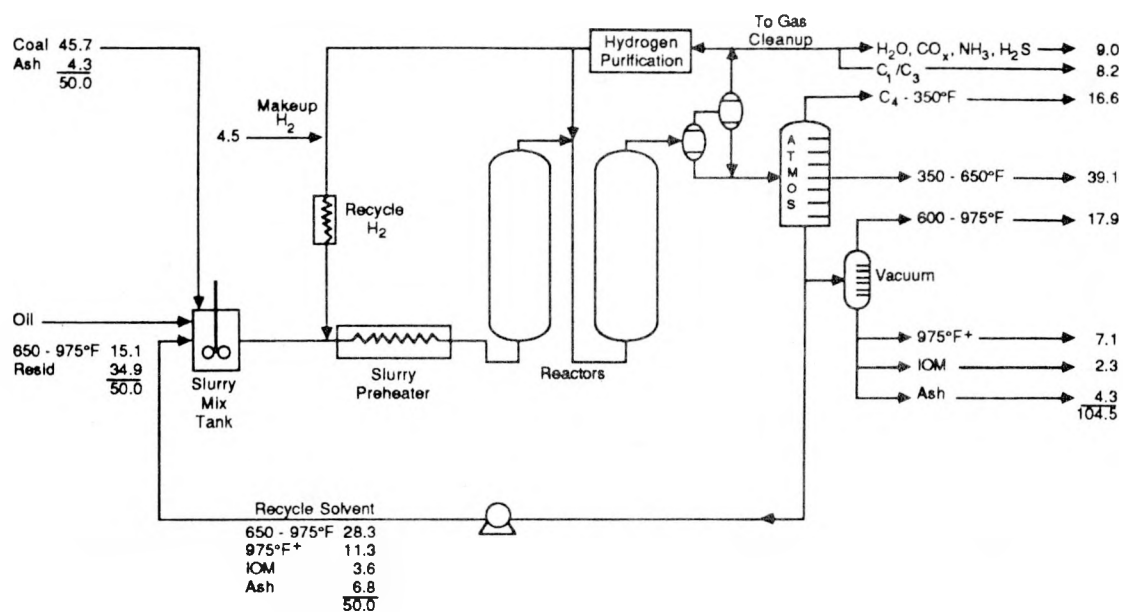 To Gas
Cleanup
Coal 45.7
Ash 4.3
50.0
Hydrogen
Purification
H₂O, COₓ, NH₃, H₂S 9.0
C₁/C₃ 8.2
C₄ - 350°F 16.6
Makeup
H₂
4.5
ATMOS
350 - 650°F 39.1
Recycle
H₂
600 - 975°F 17.9
Vacuum
Oil
650 - 975°F 15.1
Resid 34.9
50.0
Slurry
Mix
Tank
Slurry
Preheater
Reactors
975°F⁺ 7.1
IOM 2.3
Ash 4.3
104.5
Recycle Solvent
650 - 975°F 28.3
975°F⁺ 11.3
IOM 3.6
Ash 6.8
50.0